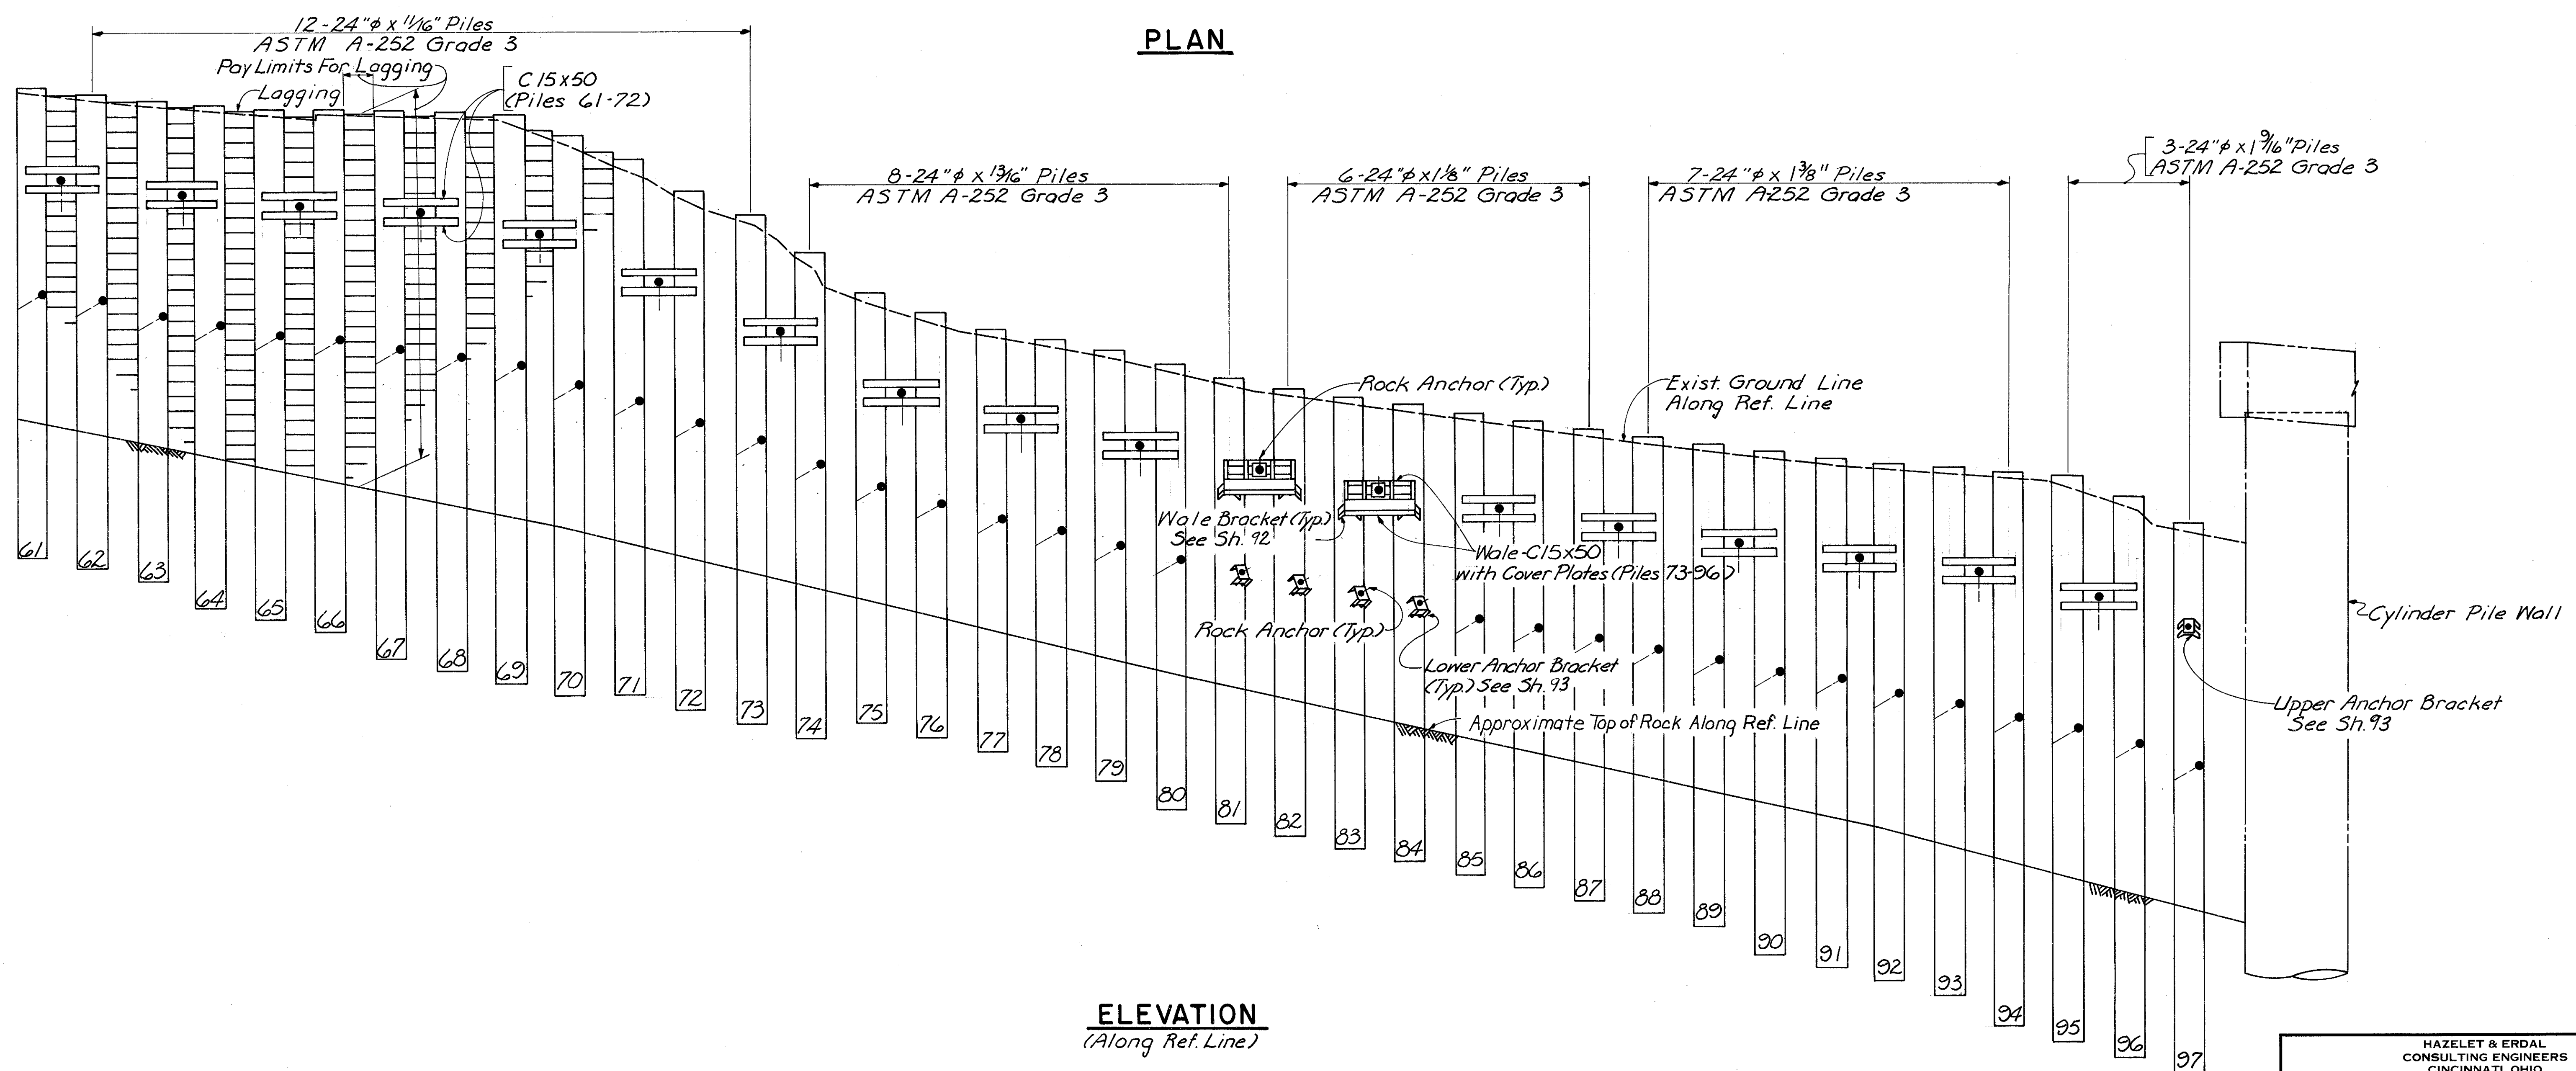 PLAN
12-24"φ x 11/16" Piles
ASTM A-252 Grade 3
Pay Limits For Lagging
Lagging
C15x50
(Piles 61-72)
8-24"φ x 13/16" Piles
ASTM A-252 Grade 3
6-24"φ x 1 1/8" Piles
ASTM A-252 Grade 3
7-24"φ x 1 3/8" Piles
ASTM A-252 Grade 3
3-24"φ x 1 9/16" Piles
ASTM A-252 Grade 3
Rock Anchor (Typ.)
Exist. Ground Line
Along Ref. Line
Wale Bracket (Typ.)
See Sh. 92
Wale-C15x50
with Cover Plates (Piles 73-96)
Rock Anchor (Typ.)
Lower Anchor Bracket
(Typ.) See Sh. 93
Approximate Top of Rock Along Ref. Line
Cylinder Pile Wall
Upper Anchor Bracket
See Sh. 93
61
62
63
64
65
66
67
68
69
70
71
72
73
74
75
76
77
78
79
80
81
82
83
84
85
86
87
88
89
90
91
92
93
94
95
96
97
ELEVATION
(Along Ref. Line)
HAZELET & ERDAL
CONSULTING ENGINEERS
CINCINNATI, OHIO